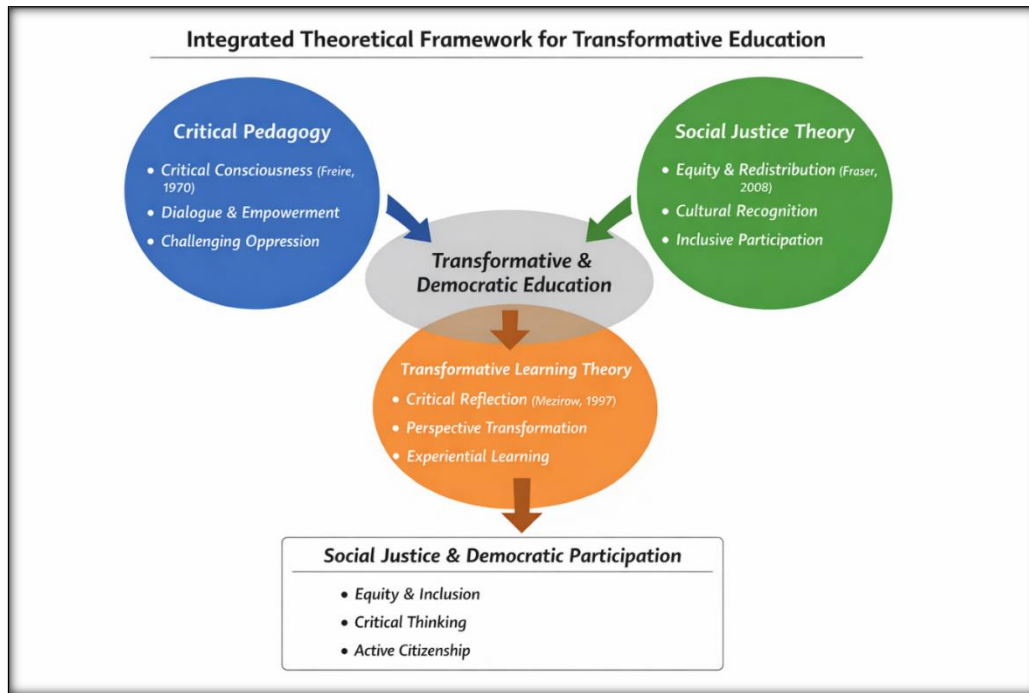 Integrated Theoretical Framework for Transformative Education
Critical Pedagogy
• Critical Consciousness (Freire,
1970)
• Dialogue & Empowerment
• Challenging Oppression
Social Justice Theory
• Equity & Redistribution (Fraser,
2008)
• Cultural Recognition
• Inclusive Participation
Transformative &
Democratic Education
Transformative Learning Theory
• Critical Reflection (Mezirow, 1997)
• Perspective Transformation
• Experiential Learning
Social Justice & Democratic Participation
• Equity & Inclusion
• Critical Thinking
• Active Citizenship